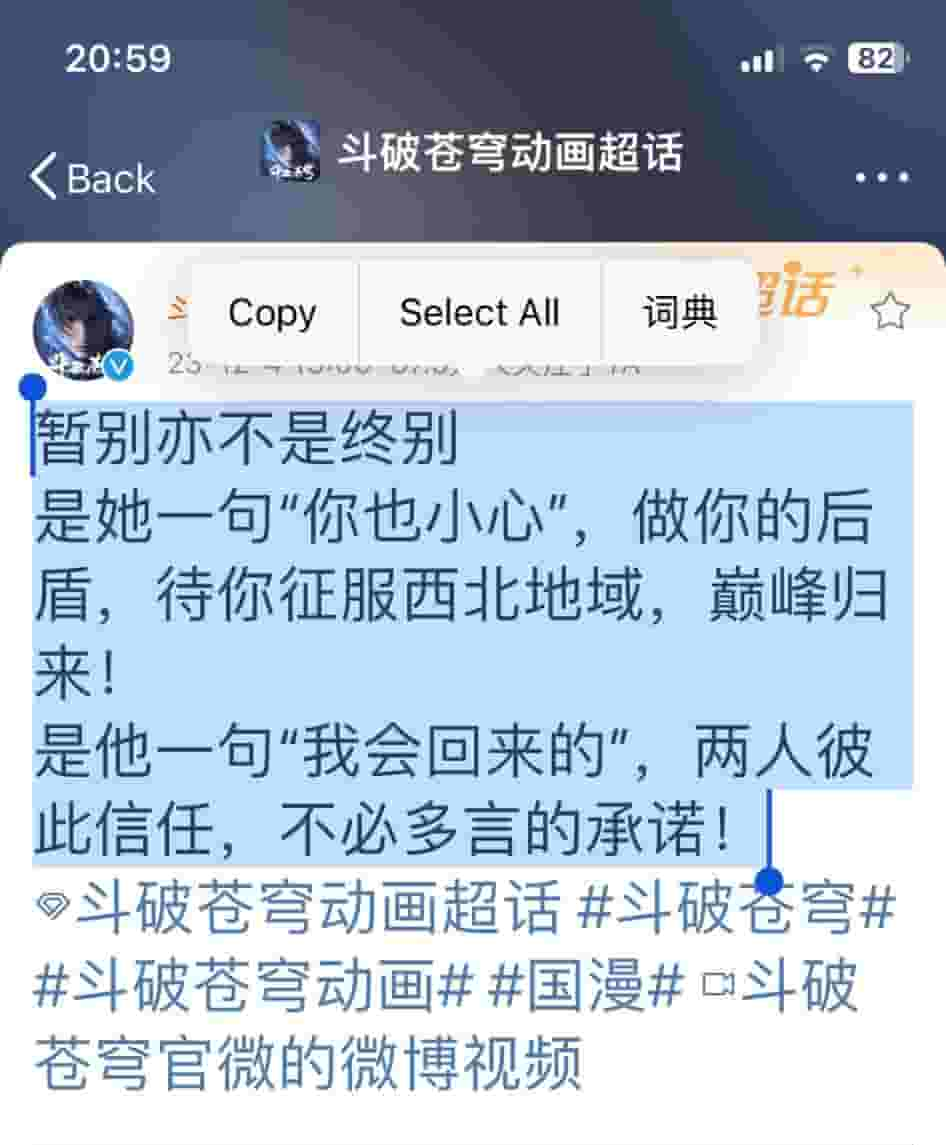 20:59
82
Back
斗破苍穹动画超话
Copy
Select All
词典
超话
暂别亦不是终别
是她一句“你也小心”，做你的后
盾，待你征服西北地域，巅峰归
来！
是他一句“我会回来的”，两人彼
此信任，不必多言的承诺！
斗破苍穹动画超话 #斗破苍穹#
#斗破苍穹动画# #国漫# 斗破
苍穹官微的微博视频